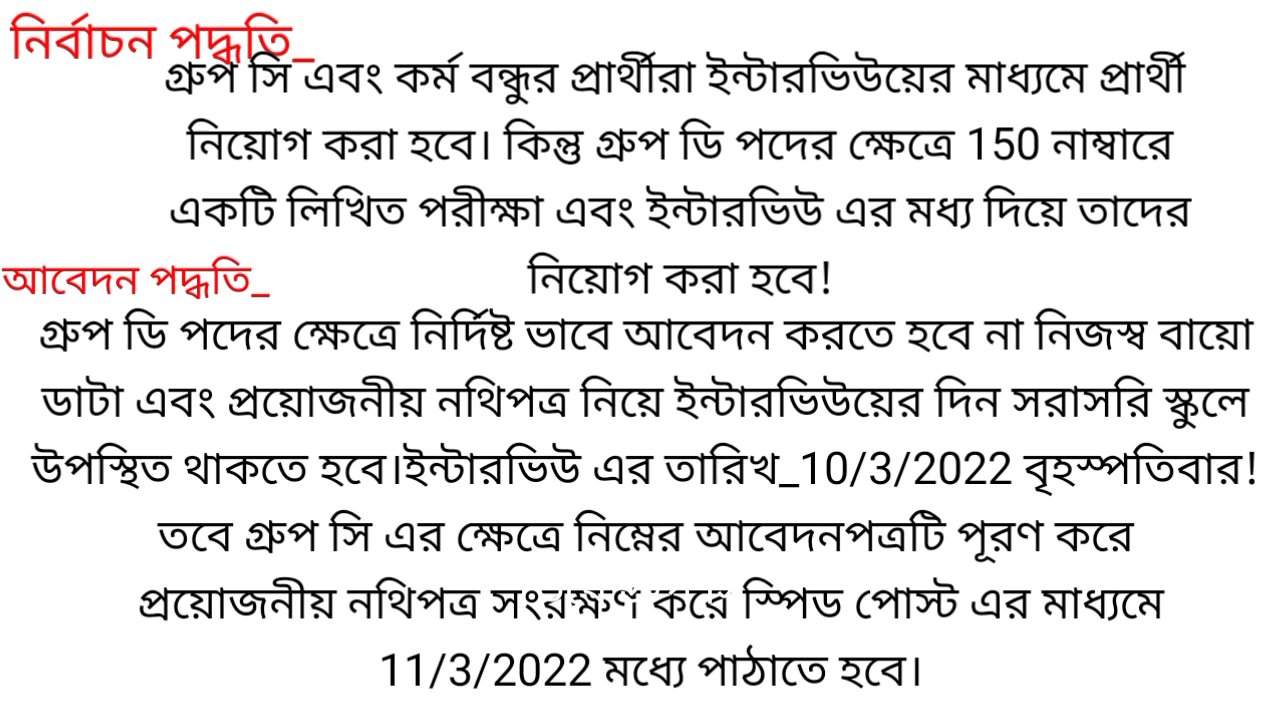 নির্বাচন পদ্ধতি_
গ্রুপ সি এবং কর্ম বন্ধুর প্রার্থীরা ইন্টারভিউয়ের মাধ্যমে প্রার্থী
নিয়োগ করা হবে। কিন্তু গ্রুপ ডি পদের ক্ষেত্রে 150 নাম্বারে
একটি লিখিত পরীক্ষা এবং ইন্টারভিউ এর মধ্য দিয়ে তাদের
নিয়োগ করা হবে!
আবেদন পদ্ধতি_
গ্রুপ ডি পদের ক্ষেত্রে নির্দিষ্ট ভাবে আবেদন করতে হবে না নিজস্ব বায়ো
ডাটা এবং প্রয়োজনীয় নথিপত্র নিয়ে ইন্টারভিউয়ের দিন সরাসরি স্কুলে
উপস্থিত থাকতে হবে।ইন্টারভিউ এর তারিখ_10/3/2022 বৃহস্পতিবার!
তবে গ্রুপ সি এর ক্ষেত্রে নিম্নের আবেদনপত্রটি পূরণ করে
প্রয়োজনীয় নথিপত্র সংরক্ষণ করে স্পিড পোস্ট এর মাধ্যমে
11/3/2022 মধ্যে পাঠাতে হবে।